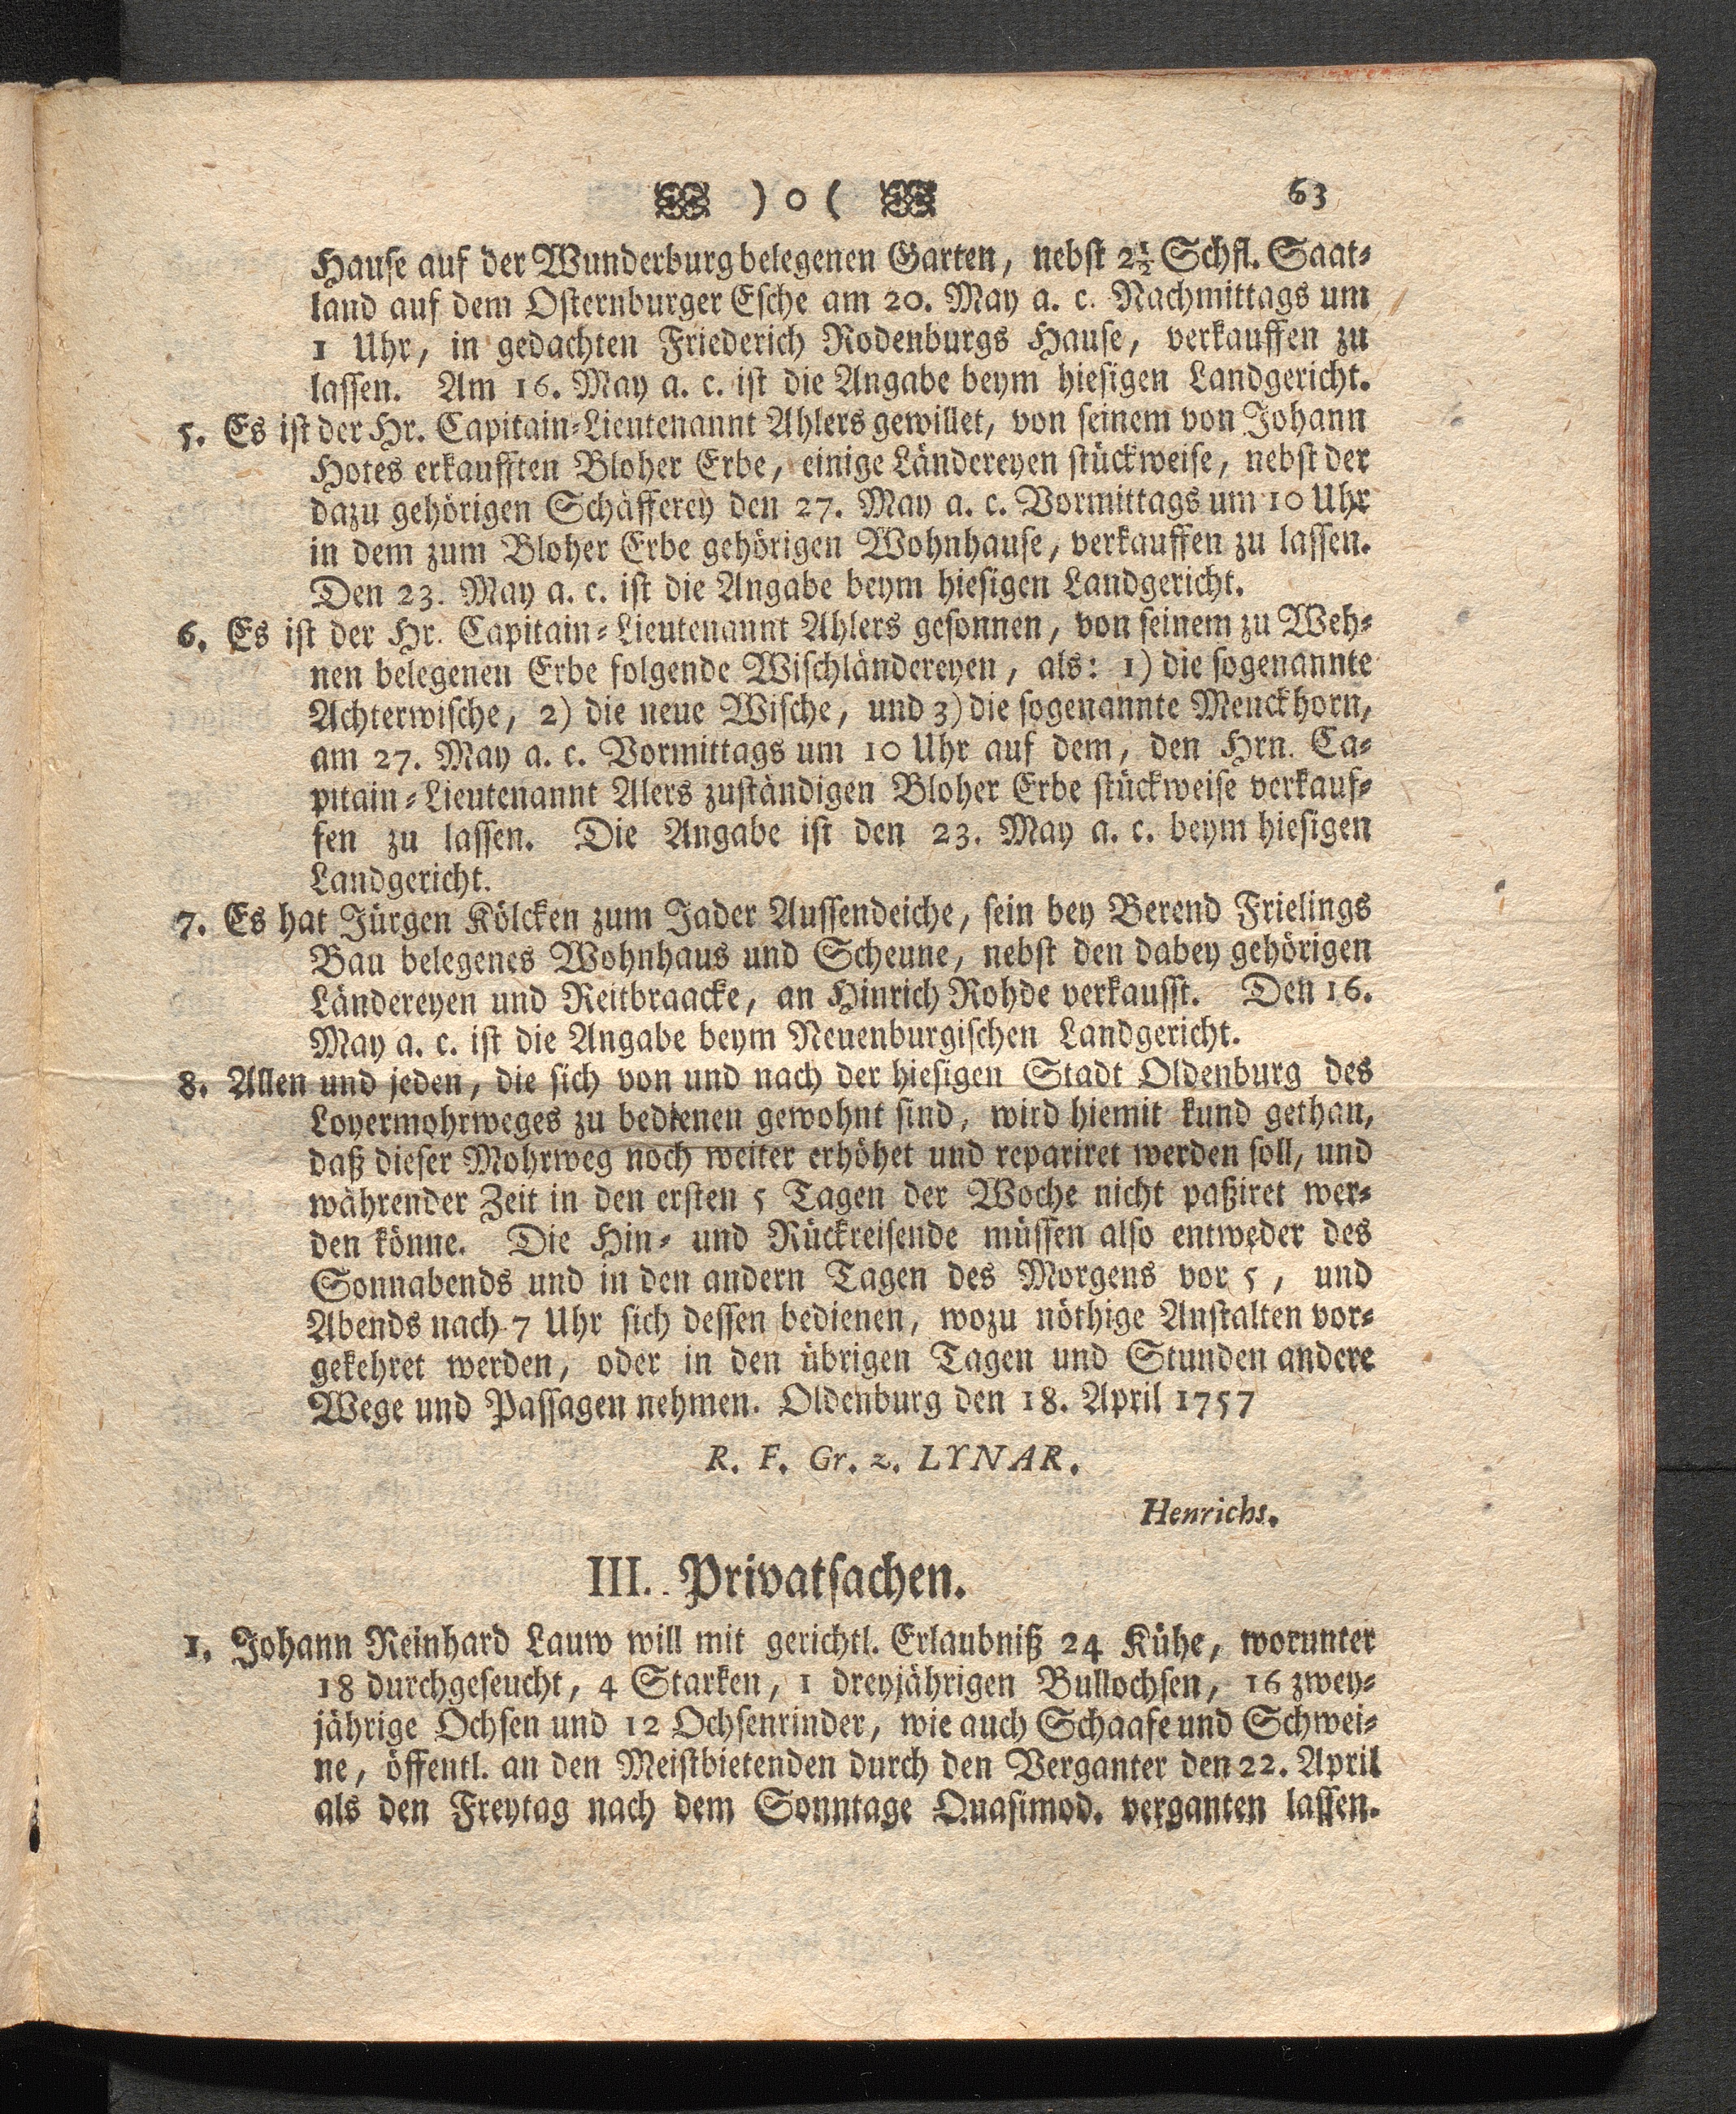 ) o ( 63
Hause auf der Wunderburg belegenen Garten, nebst 2½ Schfl. Saat-
land auf dem Osternburger Esche am 20. May a. c. Nachmittags um
1 Uhr, in gedachten Friederich Rodenburgs Hause, verkauffen zu
lassen. Am 16. May a. c. ist die Angabe beym hiesigen Landgericht.
5. Es ist der Hr. Capitain-Lieutenannt Ahlers gewillet, von seinem von Johann
Hotes erkaufften Bloher Erbe, einige Ländereyen stückweise, nebst der
dazu gehörigen Schäfferey den 27. May a. c. Vormittags um 10 Uhr
in dem zum Bloher Erbe gehörigen Wohnhause, verkauffen zu lassen.
Den 23. May a. c. ist die Angabe beym hiesigen Landgericht.
6. Es ist der Hr. Capitain-Lieutenannt Ahlers gesonnen, von seinem zu Weh-
nen belegenen Erbe folgende Wischländereyen, als: 1) die sogenannte
Achterwische, 2) die neue Wische, und 3) die sogenannte Meuckhorn,
am 27. May a. c. Vormittags um 10 Uhr auf dem, den Hrn. Ca-
pitain-Lieutenannt Alers zuständigen Bloher Erbe stückweise verkauf-
fen zu lassen. Die Angabe ist den 23. May a. c. beym hiesigen
Landgericht.
7. Es hat Jürgen Kölcken zum Jader Aussendeiche, sein bey Berend Frielings
Bau belegenes Wohnhaus und Scheune, nebst den dabey gehörigen
Ländereyen und Reitbraacke, an Hinrich Rohde verkausst. Den 16.
May a. c. ist die Angabe beym Neuenburgischen Landgericht.
8. Allen und jeden, die sich von und nach der hiesigen Stadt Oldenburg des
Loyermohrweges zu bedienen gewohnt sind, wird hiemit kund gethan,
daß dieser Mohrweg noch weiter erhöhet und repariret werden soll, und
währender Zeit in den ersten 5 Tagen der Woche nicht paßiret wer-
den könne. Die Hin- und Rückreisende müssen also entweder des
Sonnabends und in den andern Tagen des Morgens vor 5, und
Abends nach 7 Uhr sich dessen bedienen, wozu nöthige Anstalten vor-
gekehret werden, oder in den übrigen Tagen und Stunden andere
Wege und Passagen nehmen. Oldenburg den 18. April 1757
R. F. Gr. z. LYNAR.
Henrichs.
III. Privatsachen.
1. Johann Reinhard Lauw will mit gerichtl. Erlaubniß 24 Kühe, worunter
18 durchgeseucht, 4 Starken, 1 dreyjährigen Bullochsen, 16 zwey-
jährige Ochsen und 12 Ochsenrinder, wie auch Schaafe und Schwei-
ne, öffentl. an den Meistbietenden durch den Verganter den 22. April
als den Freytag nach dem Sonntage Quasimod. verganten lassen.